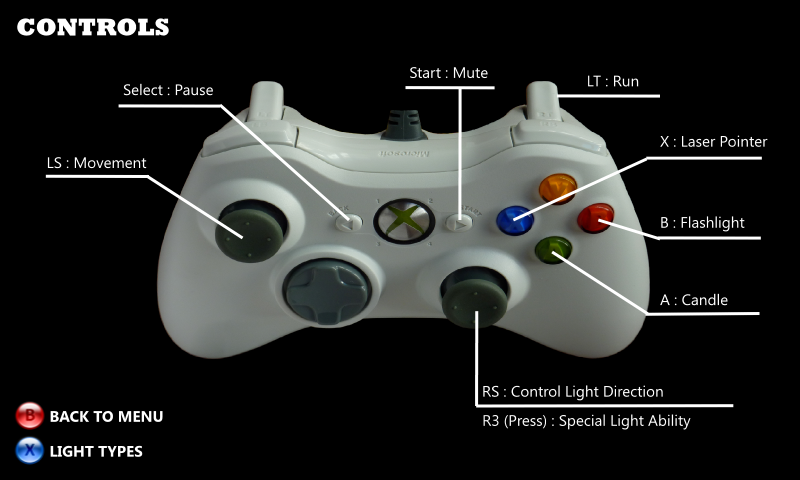 CONTROLS
Start : Mute
LT : Run
Select : Pause
X : Laser Pointer
LS : Movement
B : Flashlight
A : Candle
RS : Control Light Direction
R3 (Press) : Special Light Ability
B BACK TO MENU
X LIGHT TYPES